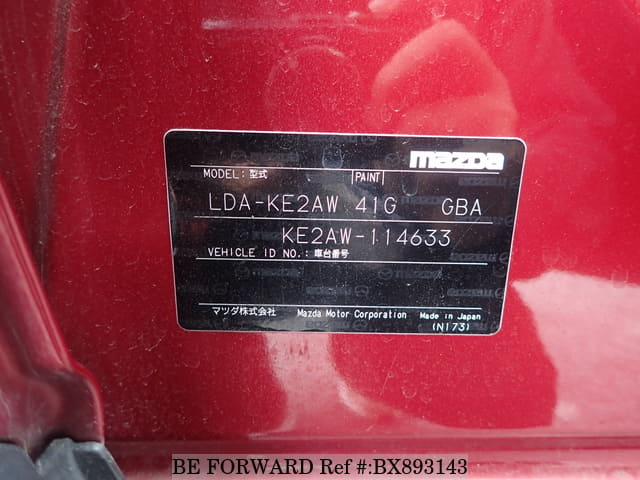 mazda
MODEL: 型式 PAINT
LDA-KE2AW 41G GBA
KE2AW-114633
VEHICLE ID NO.: 車台番号
マツダ株式会社 Mazda Motor Corporation Made in Japan
(N173)
BE FORWARD Ref #:BX893143